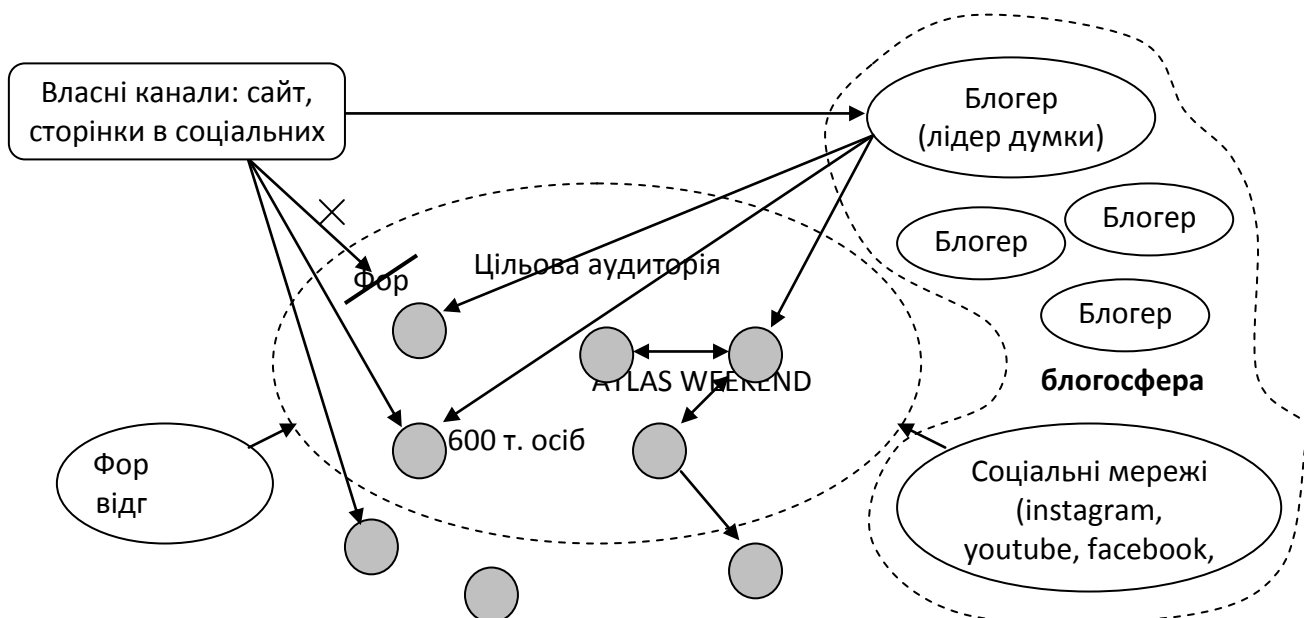 Власні канали: сайт,
сторінки в соціальних
Блогер
(лідер думки)
Блогер
Блогер
Цільова аудиторія
Фор
Блогер
ATLAS WEEKEND
блогосфера
600 т. осіб
Фор
відг
Соціальні мережі
(instagram,
youtube, facebook,